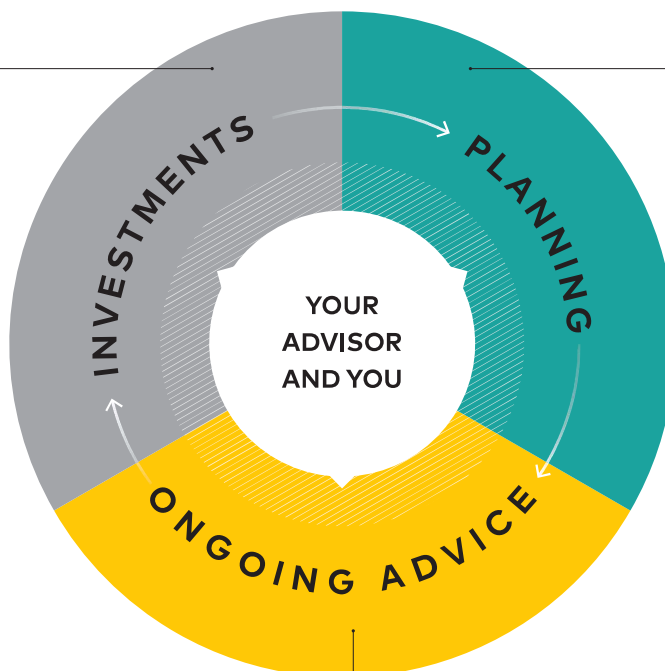 INVESTMENTS
PLANNING
YOUR
ADVISOR
AND YOU
ONGOING ADVICE